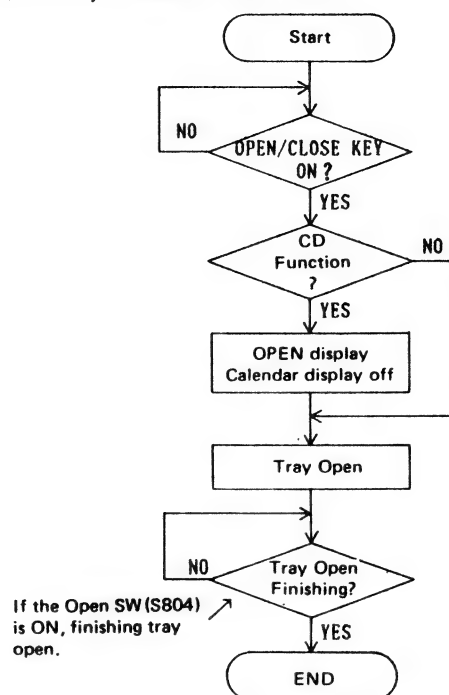 Start
NO
OPEN/CLOSE KEY
ON ?
YES
CD
Function
?
NO
YES
OPEN display
Calendar display off
Tray Open
NO
Tray Open
Finishing?
If the Open SW (S804)
is ON, finishing tray
open.
YES
END